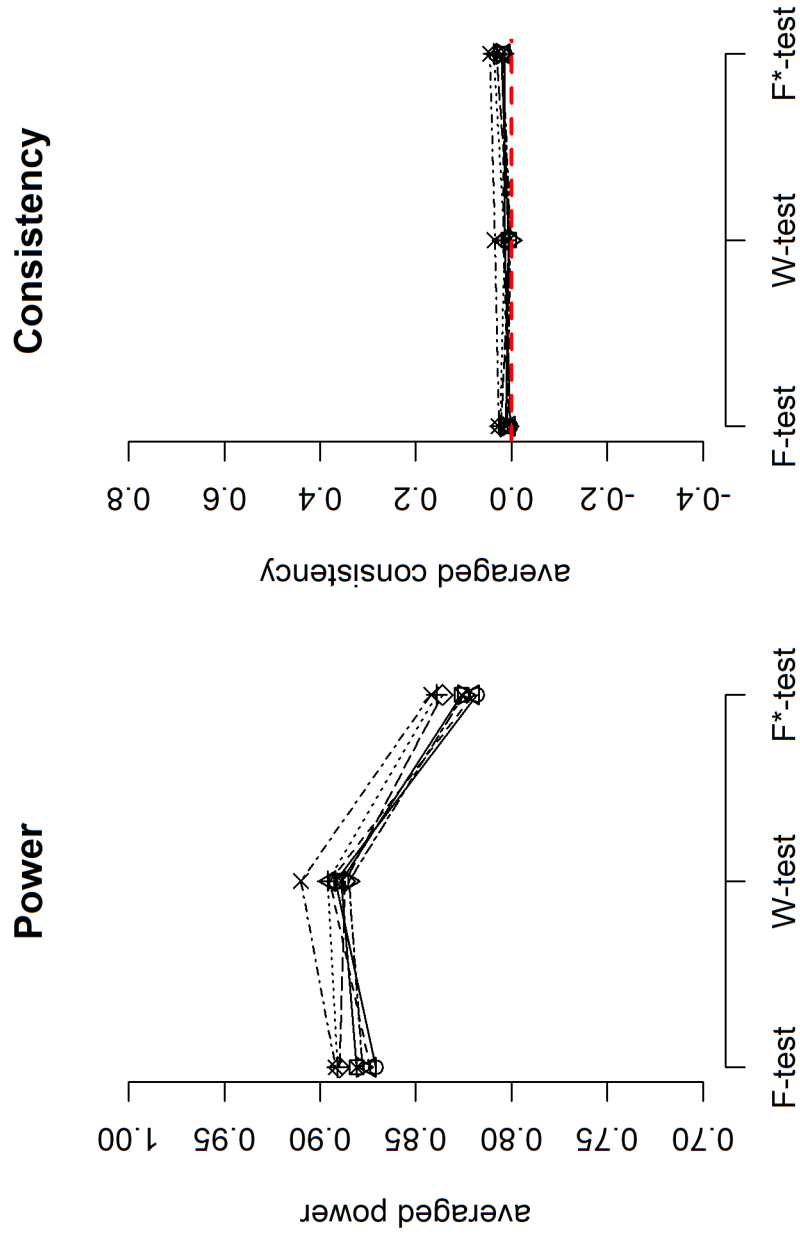 Power
averaged power
1.00
0.95
0.90
0.85
0.80
0.75
0.70
F-test
W-test
F*-test
Consistency
averaged consistency
0.8
0.6
0.4
0.2
0.0
-0.2
-0.4
F-test
W-test
F*-test